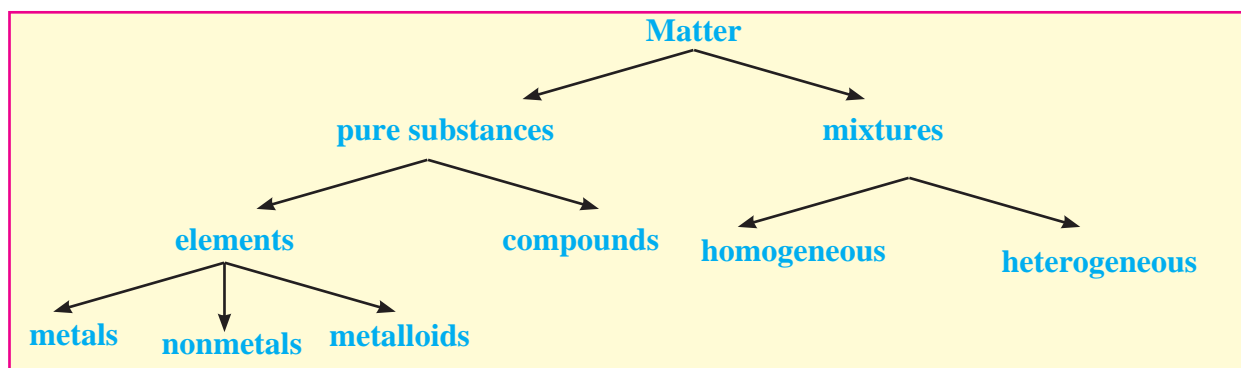 Matter
pure substances
mixtures
elements
compounds
homogeneous
heterogeneous
metals
nonmetals
metalloids